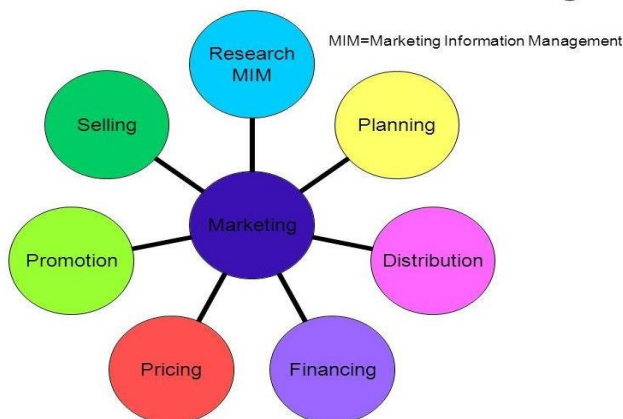 Research
MIM
MIM=Marketing Information Management
Selling
Planning
Marketing
Promotion
Distribution
Pricing
Financing